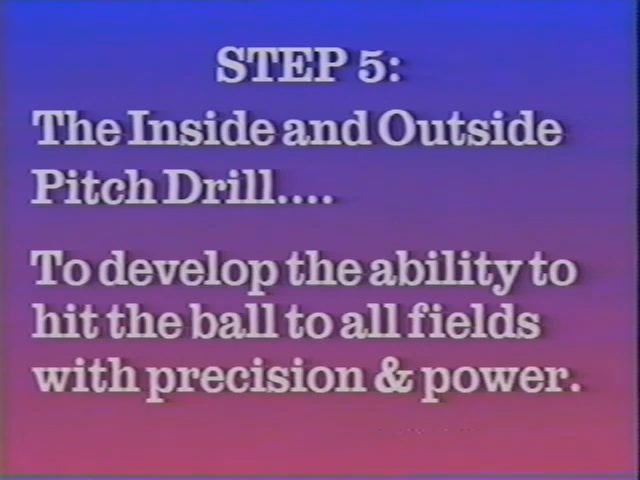 STEP 5:
The Inside and Outside
Pitch Drill....
To develop the ability to
hit the ball to all fields
with precision & power.